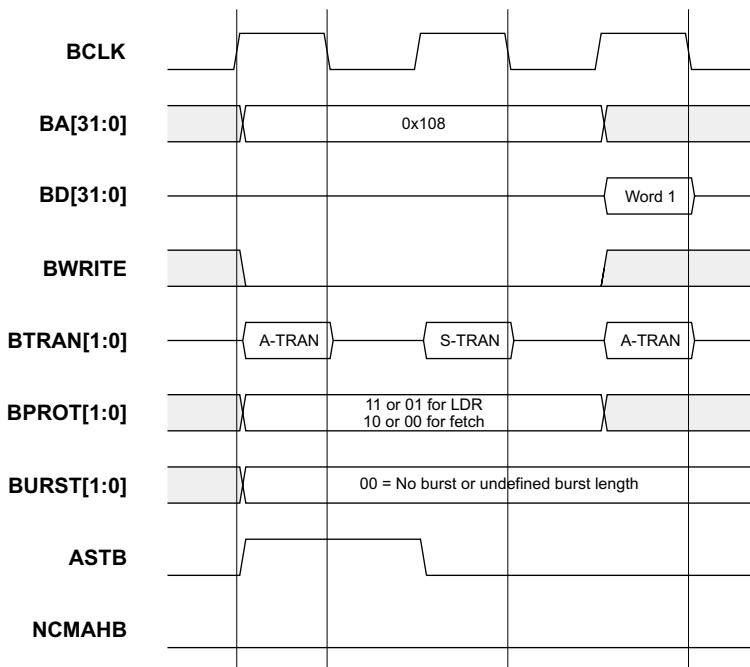 BCLK
BA[31:0]
0x108
BD[31:0]
Word 1
BWRITE
BTRAN[1:0]
A-TRAN
S-TRAN
A-TRAN
BPROT[1:0]
11 or 01 for LDR
10 or 00 for fetch
BURST[1:0]
00 = No burst or undefined burst length
ASTB
NCMAHB